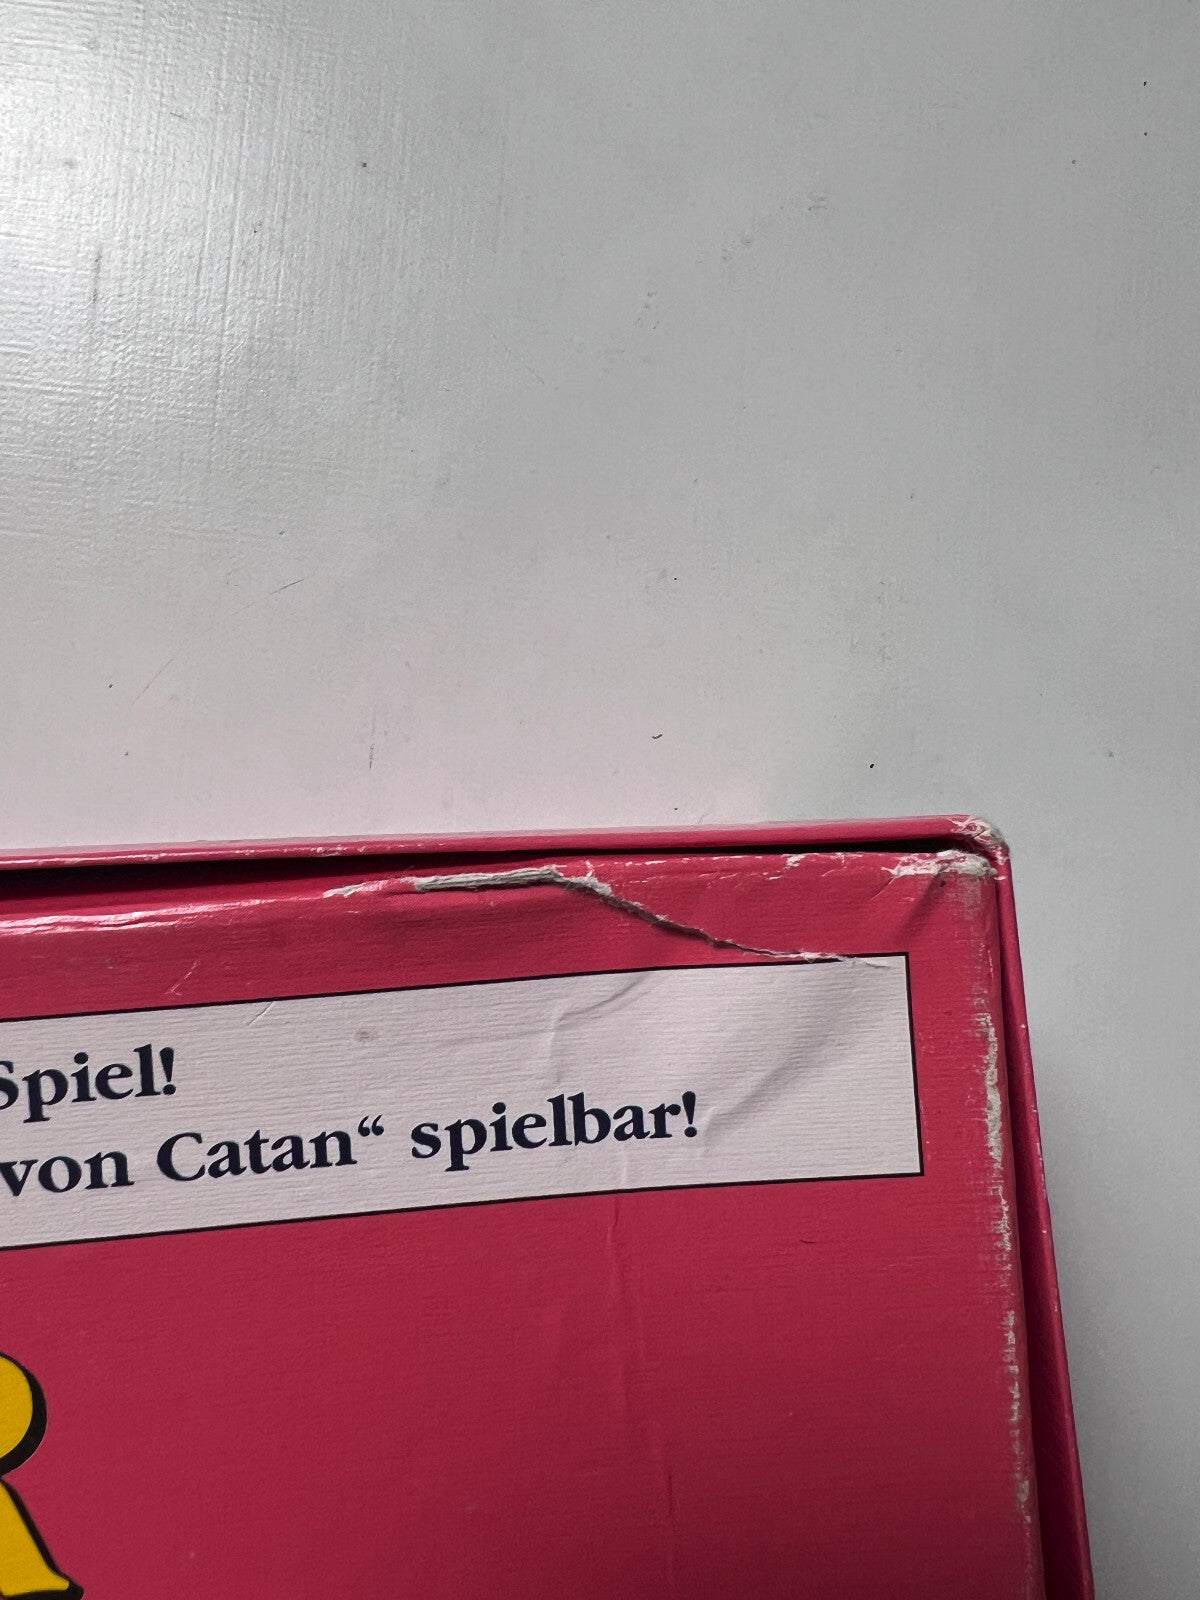 Spiel!
von Catan“ spielbar!
R